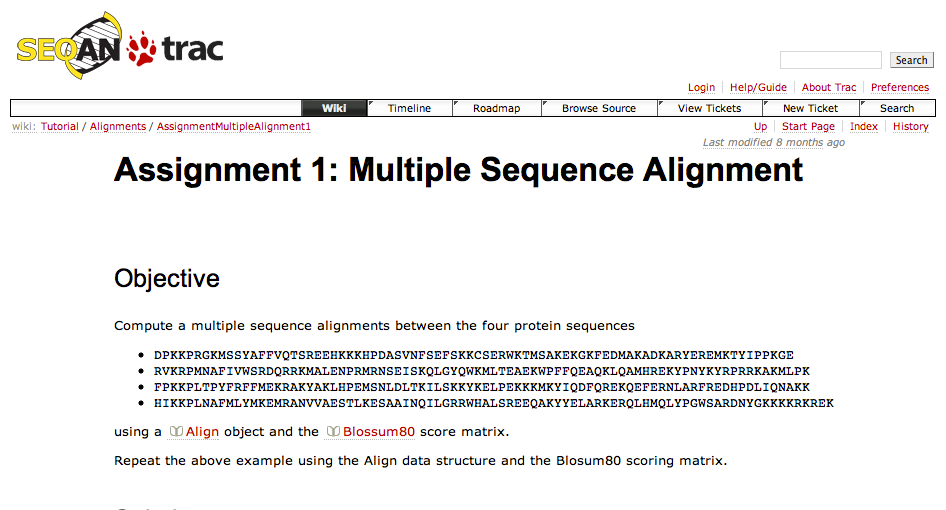 SEQAN trac
Search
Login Help/Guide About Trac Preferences
Wiki Timeline Roadmap Browse Source View Tickets New Ticket Search
wiki: Tutorial / Alignments / AssignmentMultipleAlignment1 Up Start Page Index History
Last modified 8 months ago
Assignment 1: Multiple Sequence Alignment
Objective
Compute a multiple sequence alignments between the four protein sequences
• DPKKPRGKMSSYAFFVQTSREEHKKKHPDASVNFSEFSKKCSERWKTMSAKEKGKFEDMAKADKARYEREMKTYIPPKGE
• RVKRPMNAFIVWSRDQRRKMALENPRMRNSEISKQLGYQWKMLTEAEKWPFFQEAQKLQAMHREKYPNYKYRPRRKAKMLPK
• FPKKPLTPYFRFFMEKRAKYAKLHPEMSNLDLTKILSKKYKELPEKKKMKYIQDFQREKQEFERNLARFREDHPDLIQNAKK
• HIKKPLNAFMLYMKEMRANVVAESTLKESAAINQILGRRWHALSREEQAKYYELARKERQLHMQLYPGWSARDNYGKKKKRKREK
using a Align object and the Blossum80 score matrix.
Repeat the above example using the Align data structure and the Blosum80 scoring matrix.